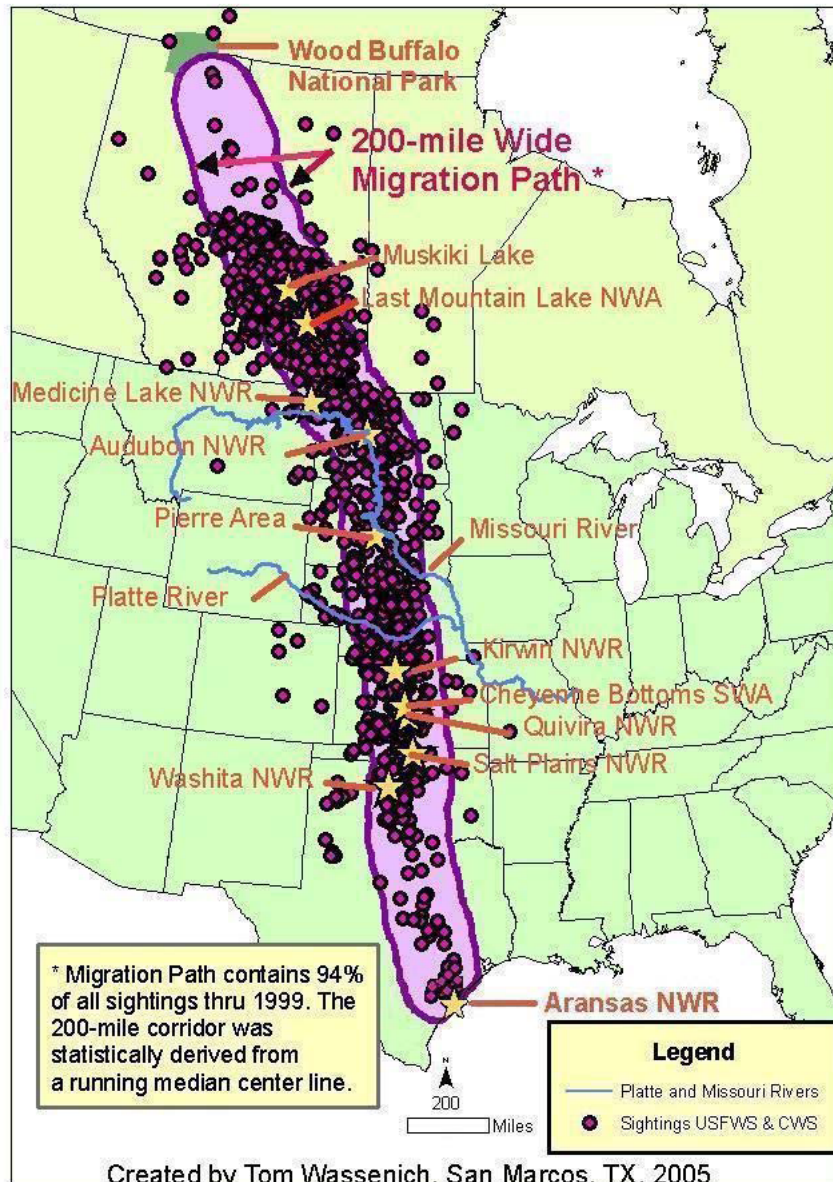 Wood Buffalo
National Park
200-mile Wide
Migration Path *
Muskiki Lake
Last Mountain Lake NWA
Medicine Lake NWR
Audubon NWR
Pierre Area
Missouri River
Platte River
Kirwin NWR
Cheyenne Bottoms SWA
Quivira NWR
Salt Plains NWR
Washita NWR
* Migration Path contains 94%
of all sightings thru 1999. The
200-mile corridor was
statistically derived from
a running median center line.
Aransas NWR
N
200
Miles
Legend
Platte and Missouri Rivers
Sightings USFWS & CWS
Created by Tom Wassenich, San Marcos, TX, 2005